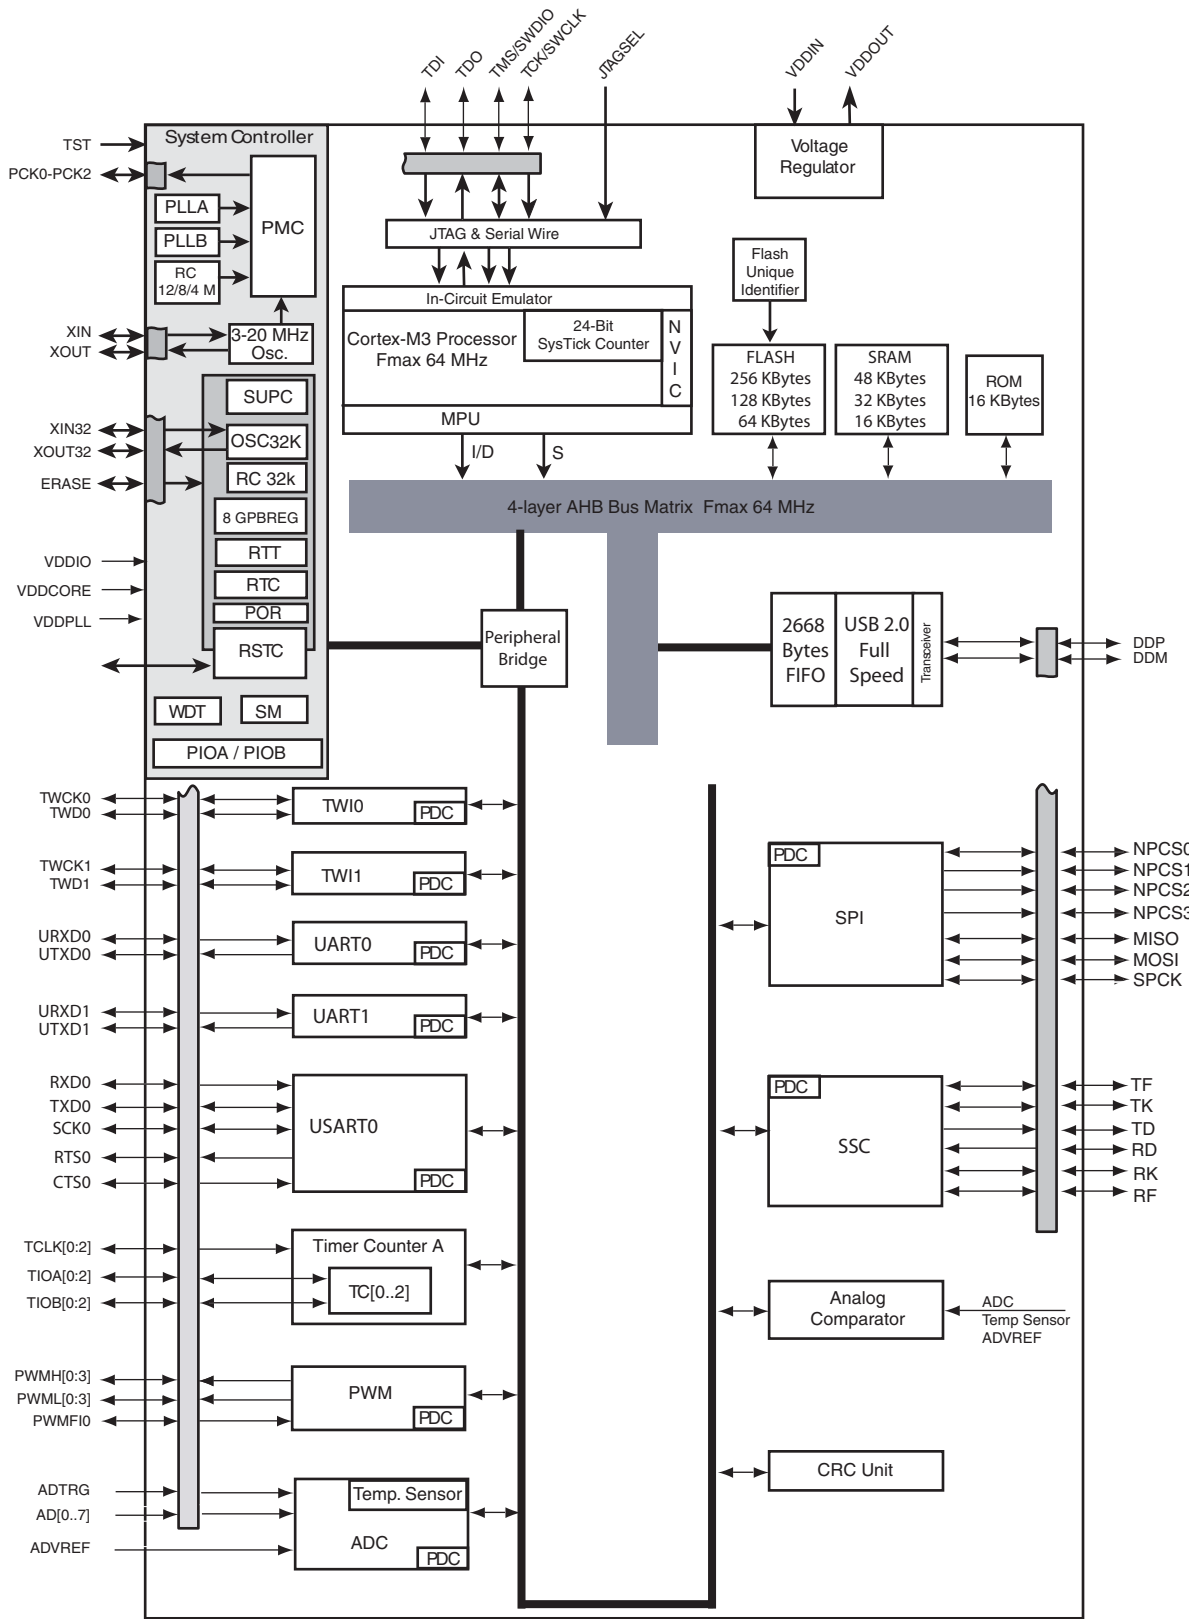 TDI
TDO
TMS/SWDIO
TCK/SWCLK
JTAGSEL
VDDIN
VDDOUT
System Controller
TST
PCK0-PCK2
PLLA
PLLB
RC
12/8/4 M
PMC
XIN
XOUT
3-20 MHz
Osc.
SUPC
XIN32
XOUT32
ERASE
OSC32K
RC 32k
8 GPBREG
RTT
RTC
POR
RSTC
VDDIO
VDDCORE
VDDPLL
WDT
SM
PIOA / PIOB
Voltage
Regulator
JTAG & Serial Wire
In-Circuit Emulator
Cortex-M3 Processor
Fmax 64 MHz
24-Bit
SysTick Counter
N
V
I
C
MPU
I/D
S
Flash
Unique
Identifier
FLASH
256 KBytes
128 KBytes
64 KBytes
SRAM
48 KBytes
32 KBytes
16 KBytes
ROM
16 KBytes
4-layer AHB Bus Matrix Fmax 64 MHz
Peripheral
Bridge
2668
Bytes
FIFO
USB 2.0
Full
Speed
Transceiver
DDP
DDM
TWCK0
TWD0
TWI0
PDC
TWCK1
TWD1
TWI1
PDC
URXD0
UTXD0
UART0
PDC
URXD1
UTXD1
UART1
PDC
RXD0
TXD0
SCK0
RTS0
CTS0
USART0
PDC
TCLK[0:2]
TIOA[0:2]
TIOB[0:2]
Timer Counter A
TC[0..2]
PWMH[0:3]
PWML[0:3]
PWMFI0
PWM
PDC
ADTRG
AD[0..7]
ADVREF
Temp. Sensor
ADC
PDC
PDC
SPI
NPCS0
NPCS1
NPCS2
NPCS3
MISO
MOSI
SPCK
PDC
SSC
TF
TK
TD
RD
RK
RF
Analog
Comparator
ADC
Temp Sensor
ADVREF
CRC Unit